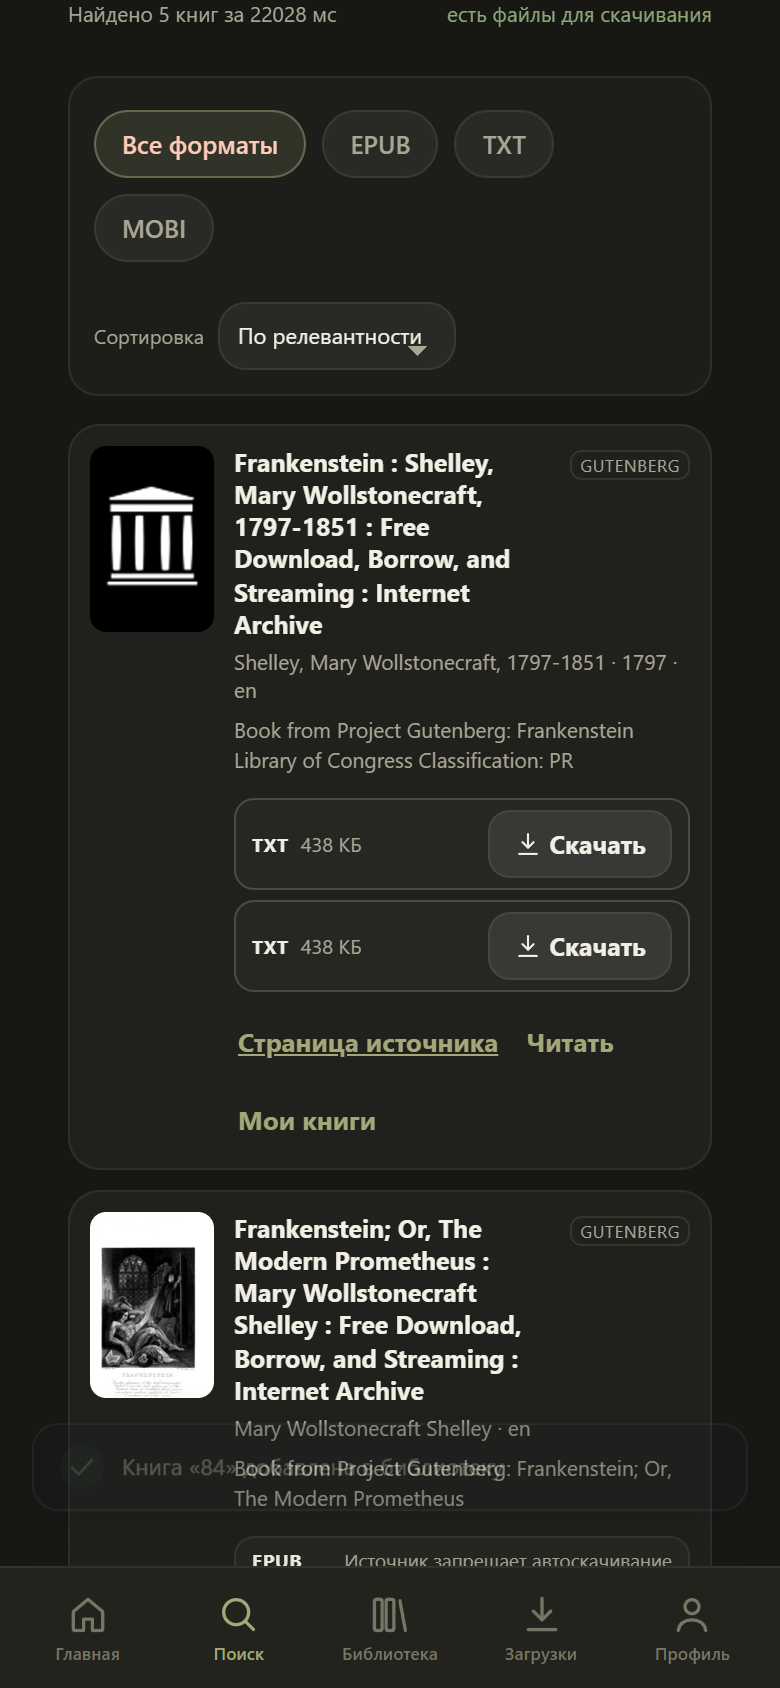 Найдено 5 книг за 22028 мс
есть файлы для скачивания
Все форматы
EPUB
TXT
MOBI
Сортировка
По релевантности
Frankenstein : Shelley,
Mary Wollstonecraft,
1797-1851 : Free
Download, Borrow, and
Streaming : Internet
Archive
GUTENBERG
Shelley, Mary Wollstonecraft, 1797-1851 · 1797 ·
en
Book from Project Gutenberg: Frankenstein
Library of Congress Classification: PR
TXT 438 КБ
Скачать
TXT 438 КБ
Скачать
Страница источника
Читать
Мои книги
Frankenstein; Or, The
Modern Prometheus :
Mary Wollstonecraft
Shelley : Free Download,
Borrow, and Streaming :
Internet Archive
GUTENBERG
FRANKENSTEIN
Mary Wollstonecraft Shelley · en
Книга «84» добавлена в библиотеку
Book from Project Gutenberg: Frankenstein; Or,
The Modern Prometheus
EPUB
Источник запрещает автоскачивание
Главная
Поиск
Библиотека
Загрузки
Профиль